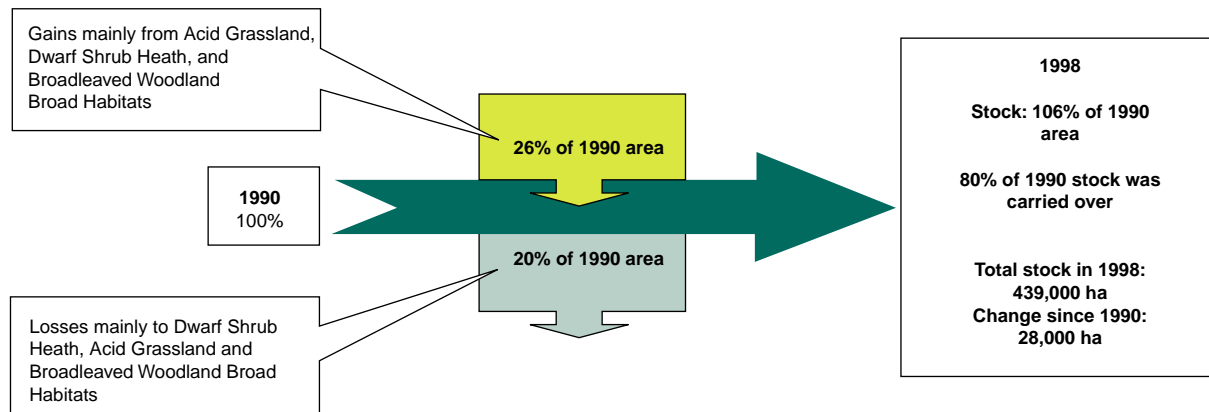 Gains mainly from Acid Grassland,
Dwarf Shrub Heath, and
Broadleaved Woodland
Broad Habitats
26% of 1990 area
1990
100%
20% of 1990 area
Losses mainly to Dwarf Shrub
Heath, Acid Grassland and
Broadleaved Woodland Broad
Habitats
1998
Stock: 106% of 1990
area
80% of 1990 stock was
carried over
Total stock in 1998:
439,000 ha
Change since 1990:
28,000 ha